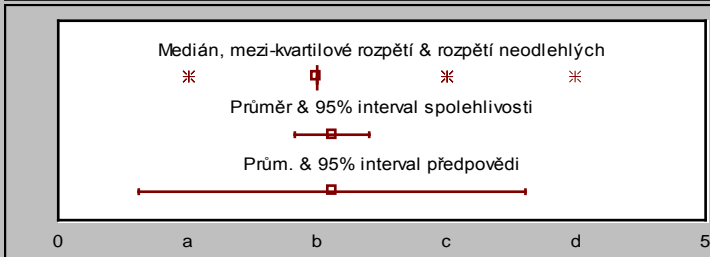 Medián, mezi-kvartilové rozpětí & rozpětí neodlehlých
Průměr & 95% interval spolehlivosti
Prům. & 95% interval předpovědi
0 a b c d 5